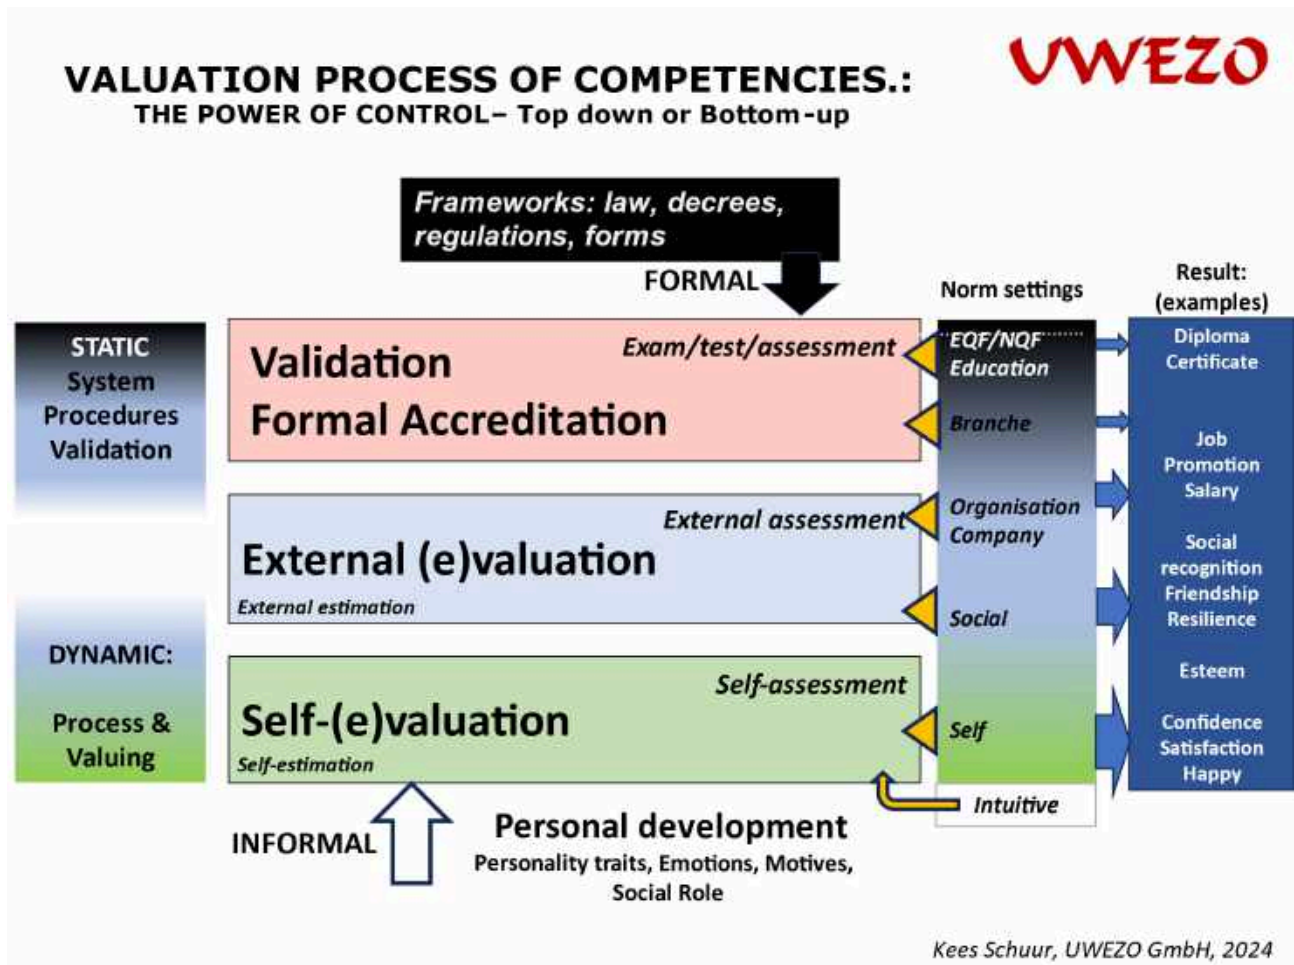 UWEZO
VALUATION PROCESS OF COMPETENCIES.:
THE POWER OF CONTROL– Top down or Bottom-up
Frameworks: law, decrees,
regulations, forms
FORMAL
STATIC
System
Procedures
Validation
DYNAMIC:
Process &
Valuing
Validation
Exam/test/assessment
Formal Accreditation
External assessment
External (e)valuation
External estimation
Self-assessment
Self-(e)valuation
Self-estimation
INFORMAL
Personal development
Personality traits, Emotions, Motives,
Social Role
Norm settings
EQF/NQF
Education
Branche
Organisation
Company
Social
Self
Intuitive
Result:
(examples)
Diploma
Certificate
Job
Promotion
Salary
Social
recognition
Friendship
Resilience
Esteem
Confidence
Satisfaction
Happy
Kees Schuur, UWEZO GmbH, 2024